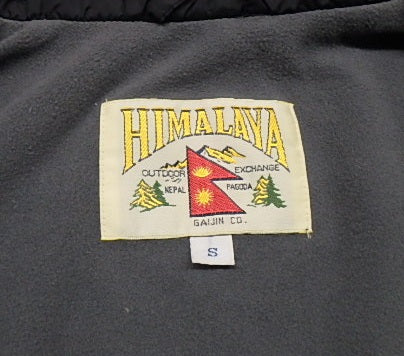 HIMALAYA
OUTDOOR EXCHANGE
NEPAL PAGODA
GAIJIN CO.
S